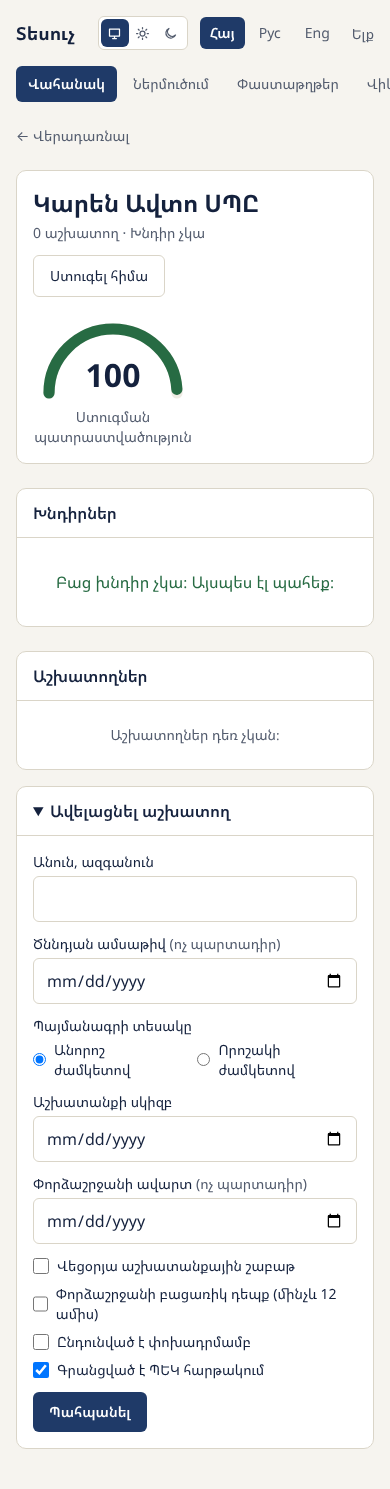 Տեսուչ
Հայ Рус Eng Ելք
Վահանակ Ներմուծում Փաստաթղթեր
← Վերադառնալ
Կարեն Ավտո ՍՊԸ
0 աշխատող · Խնդիր չկա
Ստուգել հիմա
100
Ստուգման
պատրաստվածություն
Խնդիրներ
Բաց խնդիր չկա։ Այսպես էլ պահեք։
Աշխատողներ
Աշխատողներ դեռ չկան։
▼ Ավելացնել աշխատող
Անուն, ազգանուն
Ծննդյան ամսաթիվ (ոչ պարտադիր)
mm/dd/yyyy
Պայմանագրի տեսակը
Անորոշ Որոշակի
ժամկետով ժամկետով
Աշխատանքի սկիզբ
mm/dd/yyyy
Փորձաշրջանի ավարտ (ոչ պարտադիր)
mm/dd/yyyy
Վեցօրյա աշխատանքային շաբաթ
Փորձաշրջանի բացառիկ դեպք (մինչև 12
ամիս)
Ընդունված է փոխադրմամբ
Գրանցված է ՊԵԿ հարթակում
Պահպանել